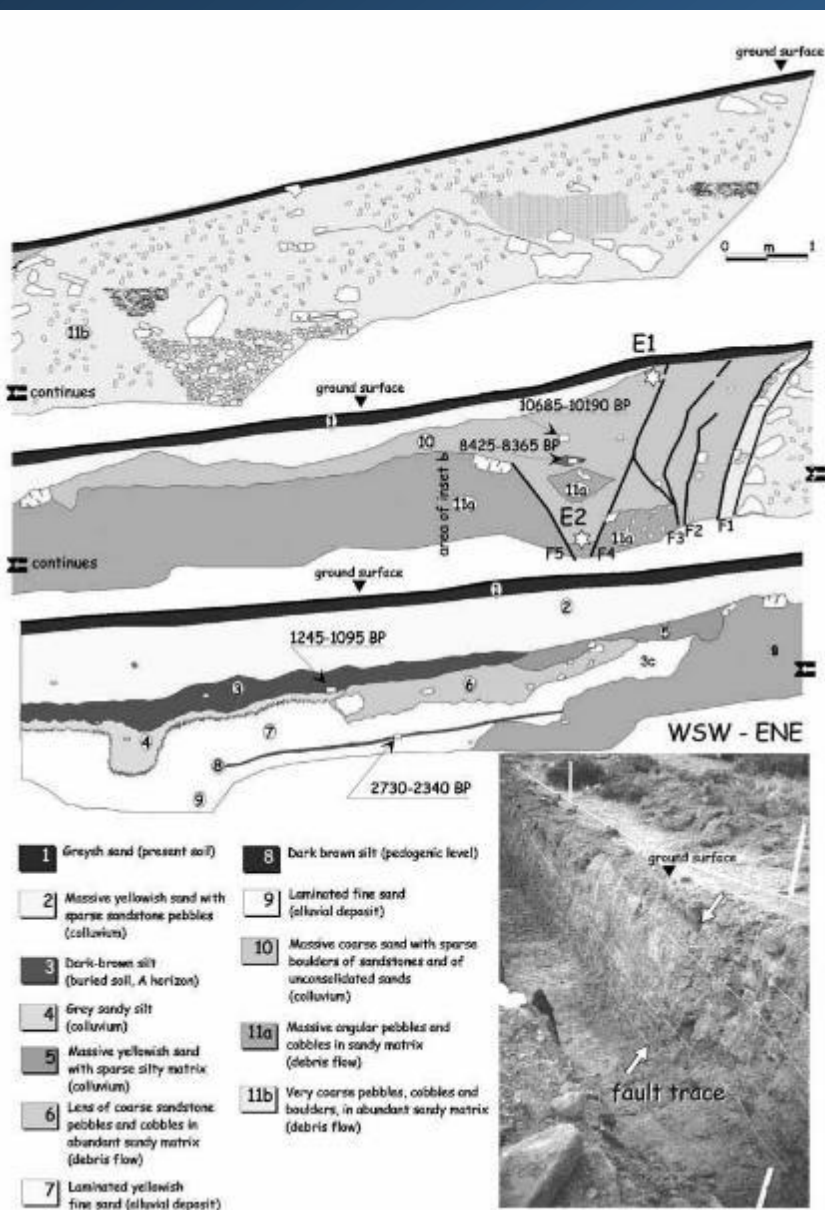 ground surface
0 m 1
11b
continues
E1
ground surface
10685-10190 BP
1
10
8425-8365 BP
area of inset b
11a
11a
E2
11a
F5
F4
F3
F2
F1
continues
ground surface
1
2
1245-1095 BP
5
3
6
3c
9
WSW - ENE
4
7
8
2730-2340 BP
9
1 Greysh sand (present soil)
2 Massive yellowish sand with
sparse sandstone pebbles
(colluvium)
3 Dark-brown silt
(buried soil, A horizon)
4 Grey sandy silt
(colluvium)
5 Massive yellowish sand
with sparse silty matrix
(colluvium)
6 Lens of coarse sandstone
pebbles and cobbles in
abundant sandy matrix
(debris flow)
7 Laminated yellowish
fine sand (alluvial deposit)
8 Dark brown silt (pedogenic level)
9 Laminated fine sand
(alluvial deposit)
10 Massive coarse sand with sparse
boulders of sandstones and of
unconsolidated sands
(colluvium)
11a Massive angular pebbles and
cobbles in sandy matrix
(debris flow)
11b Very coarse pebbles, cobbles and
boulders, in abundant sandy matrix
(debris flow)
ground surface
fault trace